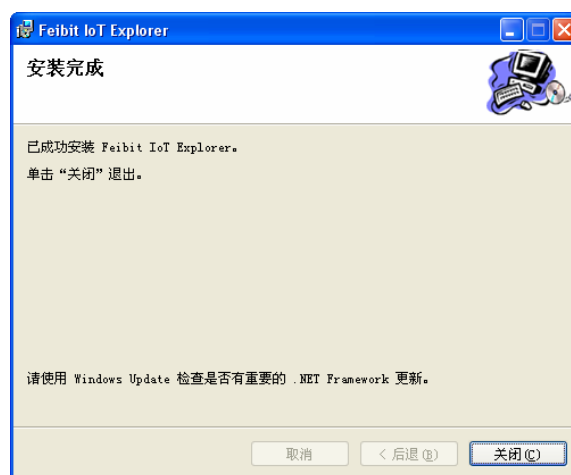 Feibit IoT Explorer
安装完成
已成功安装 Feibit IoT Explorer。
单击“关闭”退出。
请使用 Windows Update 检查是否有重要的 .NET Framework 更新。
取消
< 后退(B)
关闭(C)